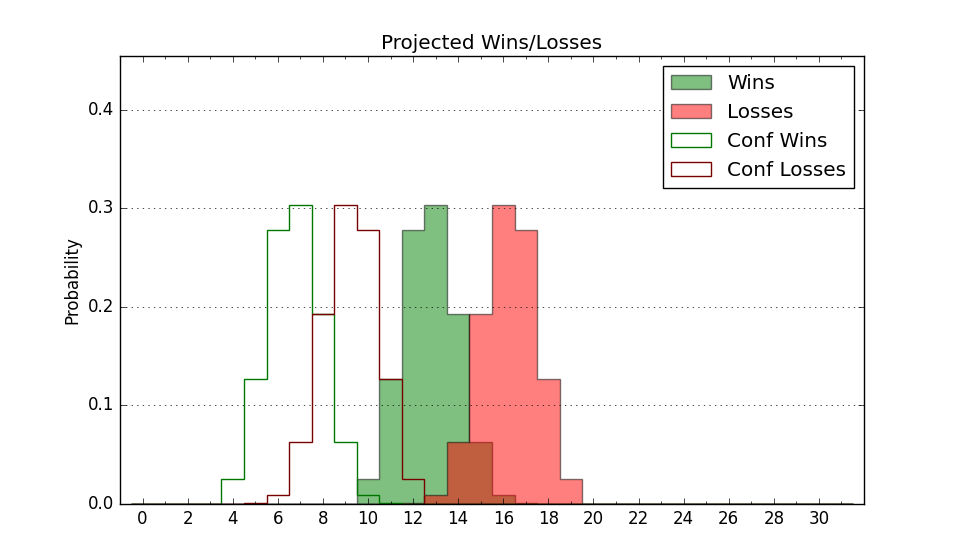 Projected Wins/Losses
Wins
Losses
Conf Wins
Conf Losses
Probability
0.4
0.3
0.2
0.1
0.0
0 2 4 6 8 10 12 14 16 18 20 22 24 26 28 30